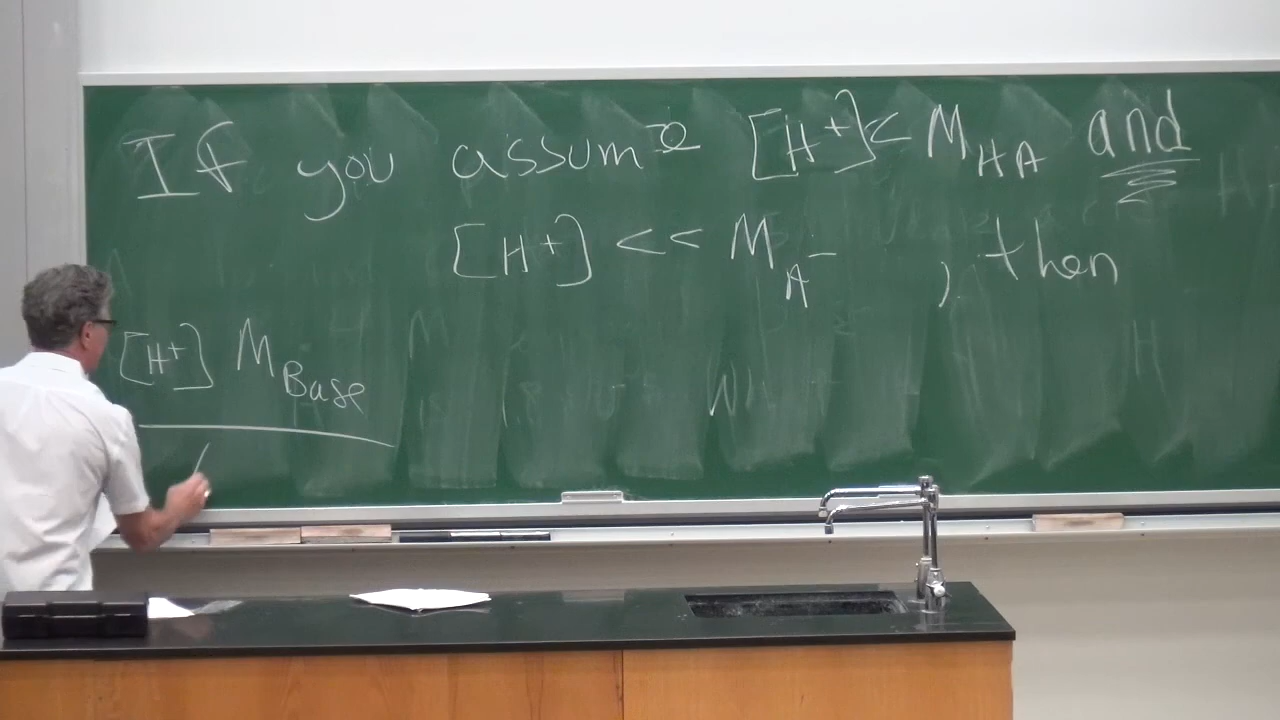 If you assume [H+]< M HA and
[H+] << M A- , then
[H+] M Base